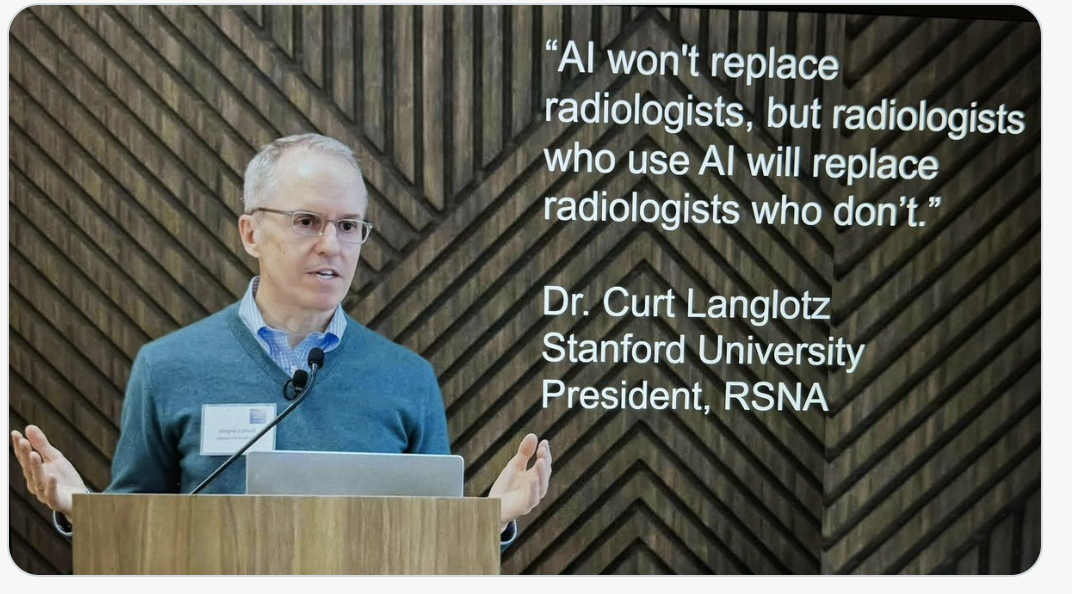 “AI won't replace
radiologists, but radiologists
who use AI will replace
radiologists who don’t.”
Dr. Curt Langlotz
Stanford University
President, RSNA